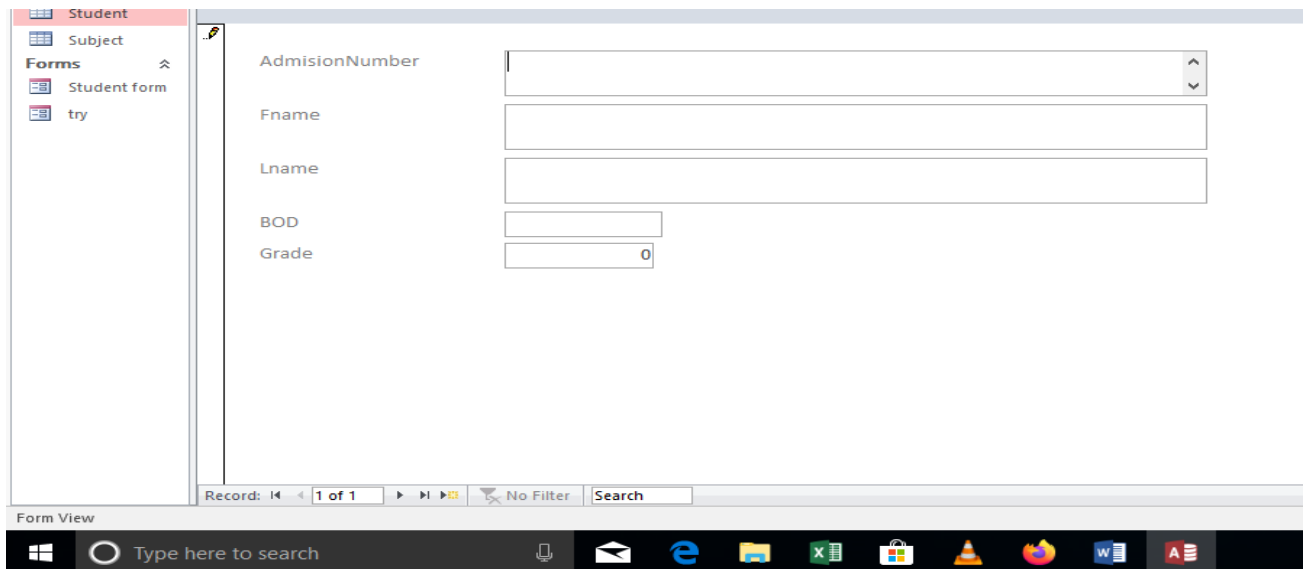 Student
Subject
Forms
Student form
try
AdmisionNumber
Fname
Lname
BOD
Grade 0
Record: 1 of 1 No Filter Search
Form View
Type here to search